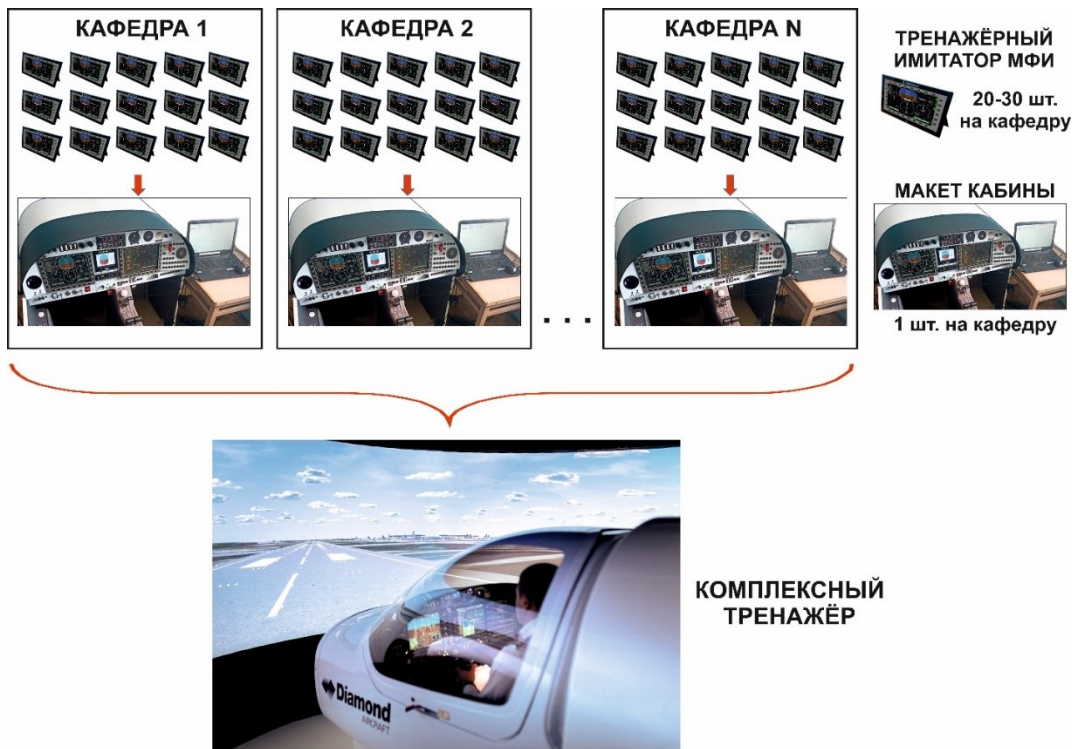 КАФЕДРА 1
КАФЕДРА 2
КАФЕДРА N
ТРЕНАЖЁРНЫЙ
ИМИТАТОР МФИ
20-30 шт.
на кафедру
МАКЕТ КАБИНЫ
1 шт. на кафедру
. . .
КОМПЛЕКСНЫЙ
ТРЕНАЖЁР
Diamond
AIRCRAFT